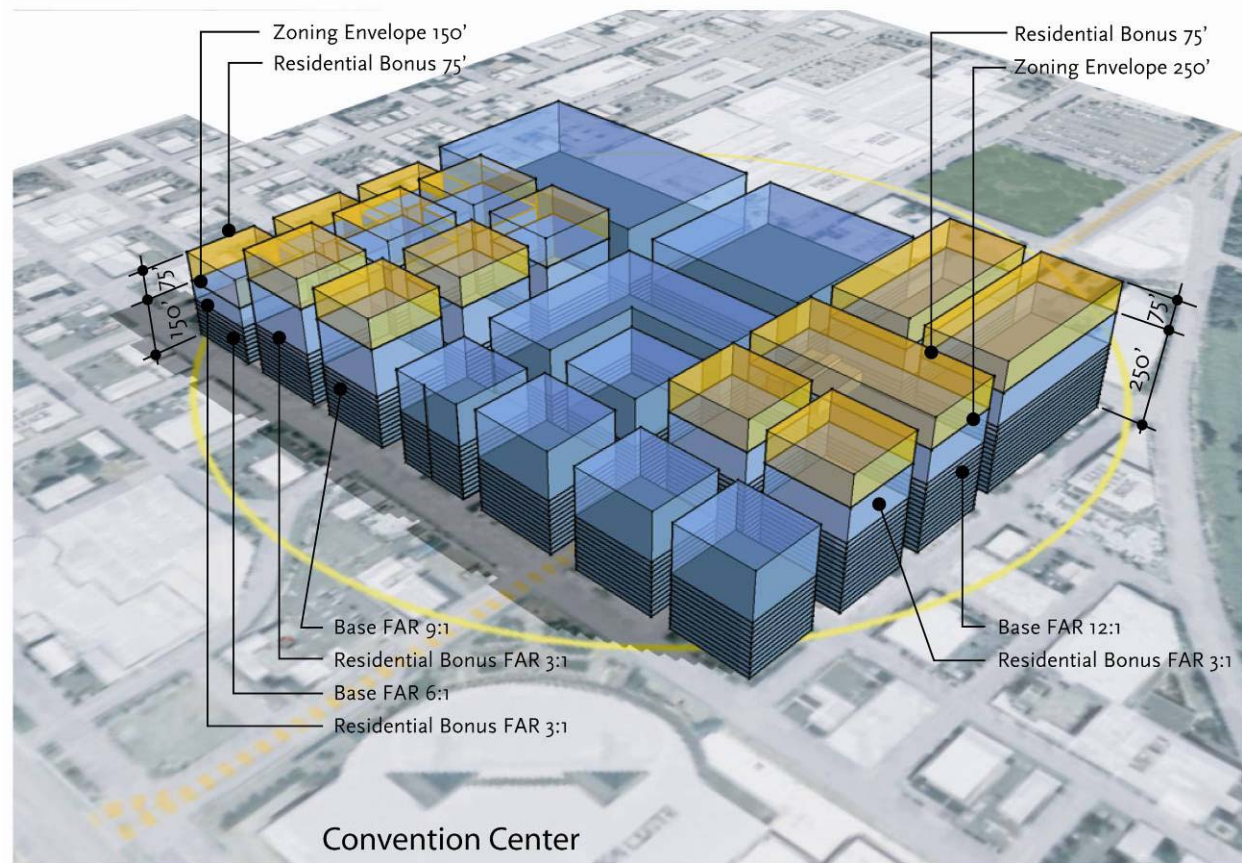 Zoning Envelope 150'
Residential Bonus 75'
Residential Bonus 75'
Zoning Envelope 250'
75'
150'
75'
250'
Base FAR 9:1
Residential Bonus FAR 3:1
Base FAR 6:1
Residential Bonus FAR 3:1
Base FAR 12:1
Residential Bonus FAR 3:1
Convention Center